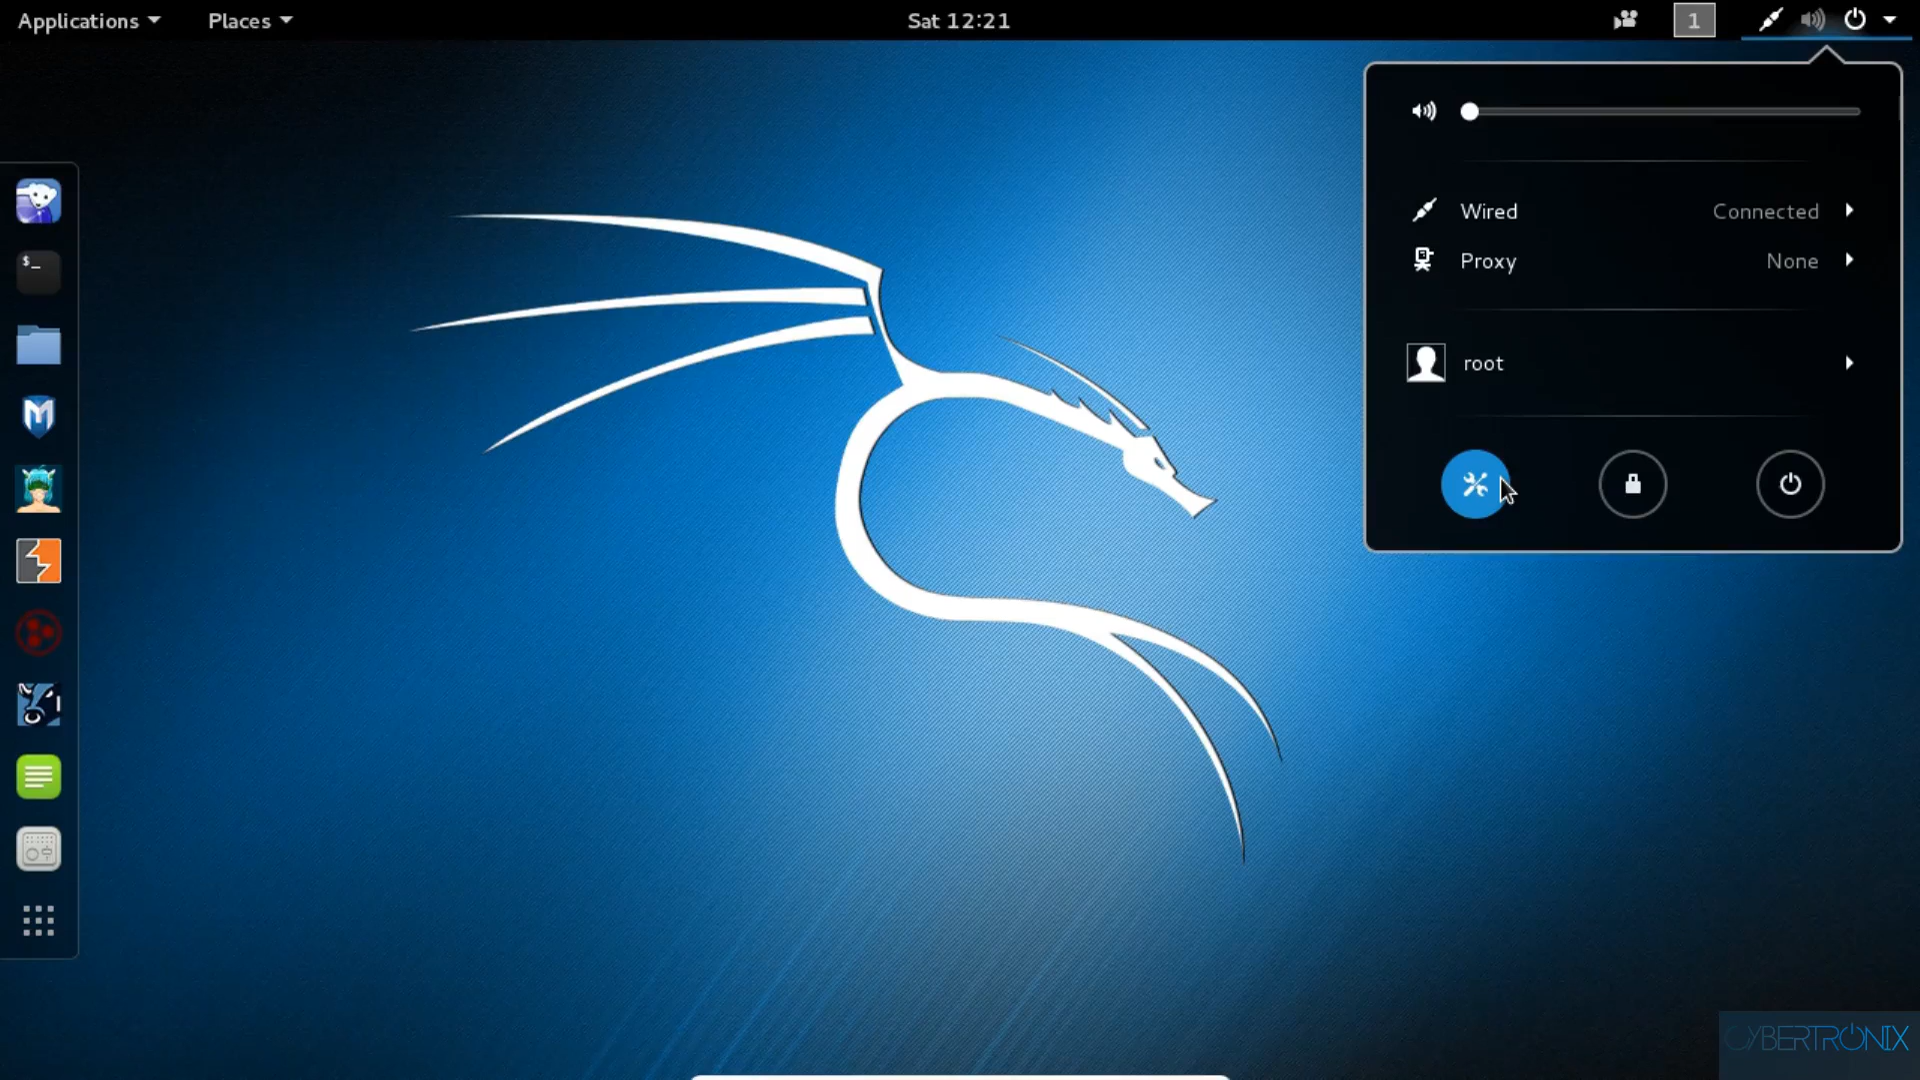 Applications
Places
Sat 12:21
1
Wired Connected
Proxy None
root
$_
M
CYBERTRONIX